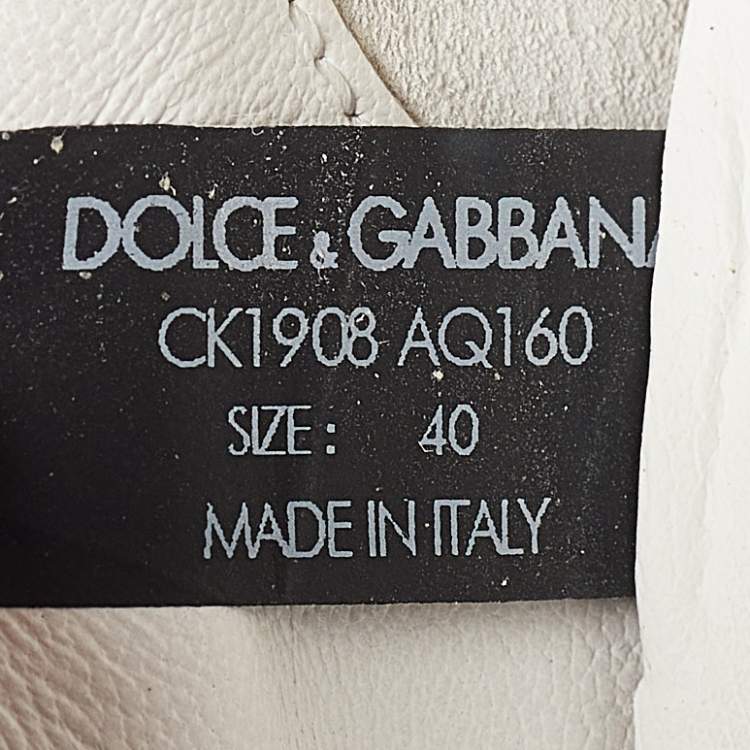 DOLCE & GABBANA
CK1908 AQ160
SIZE: 40
MADE IN ITALY